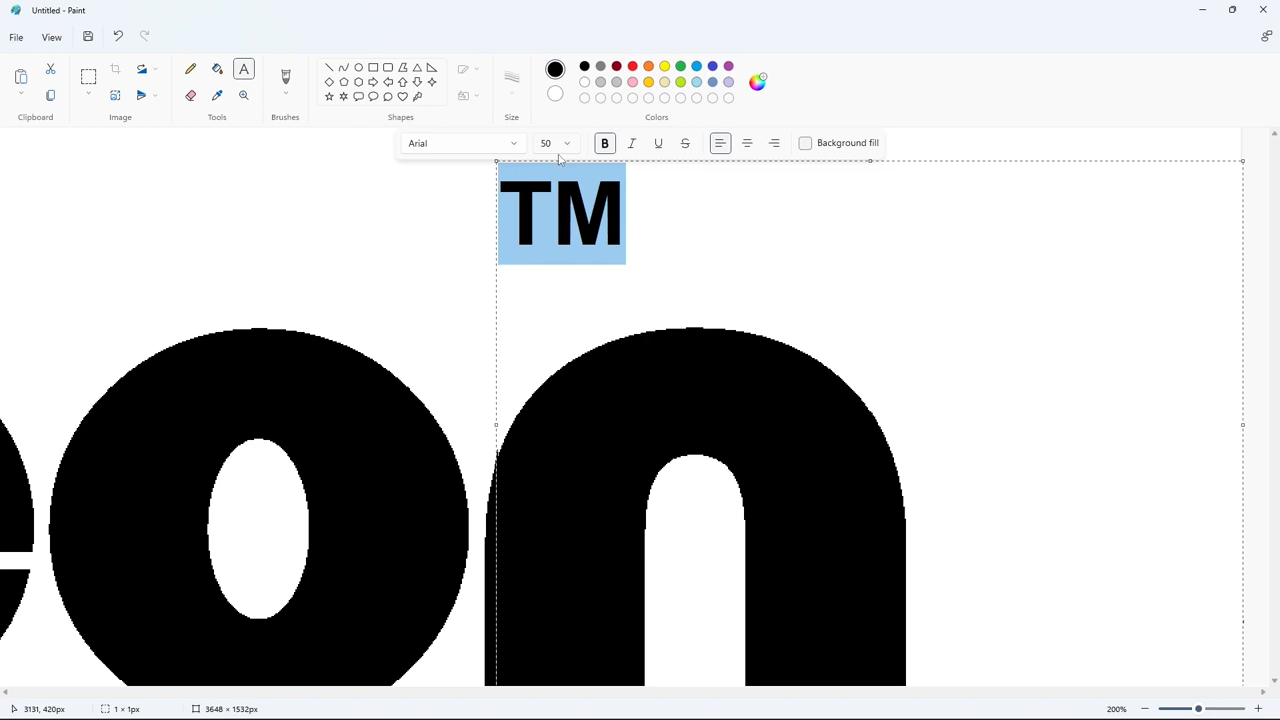 Untitled - Paint
File View
Clipboard Image Tools Brushes Shapes Size Colors
Arial 50 B I U S Background fill
TM
on
3131, 420px 1 × 1px 3648 × 1532px 200%